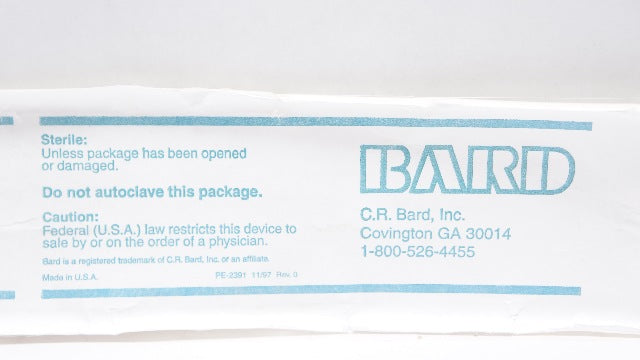 Sterile:
Unless package has been opened
or damaged.
Do not autoclave this package.
Caution:
Federal (U.S.A.) law restricts this device to
sale by or on the order of a physician.
Bard is a registered trademark of C.R. Bard, Inc. or an affiliate.
Made in U.S.A.
PE-2391 11/97 Rev. 0
BARD
C.R. Bard, Inc.
Covington GA 30014
1-800-526-4455